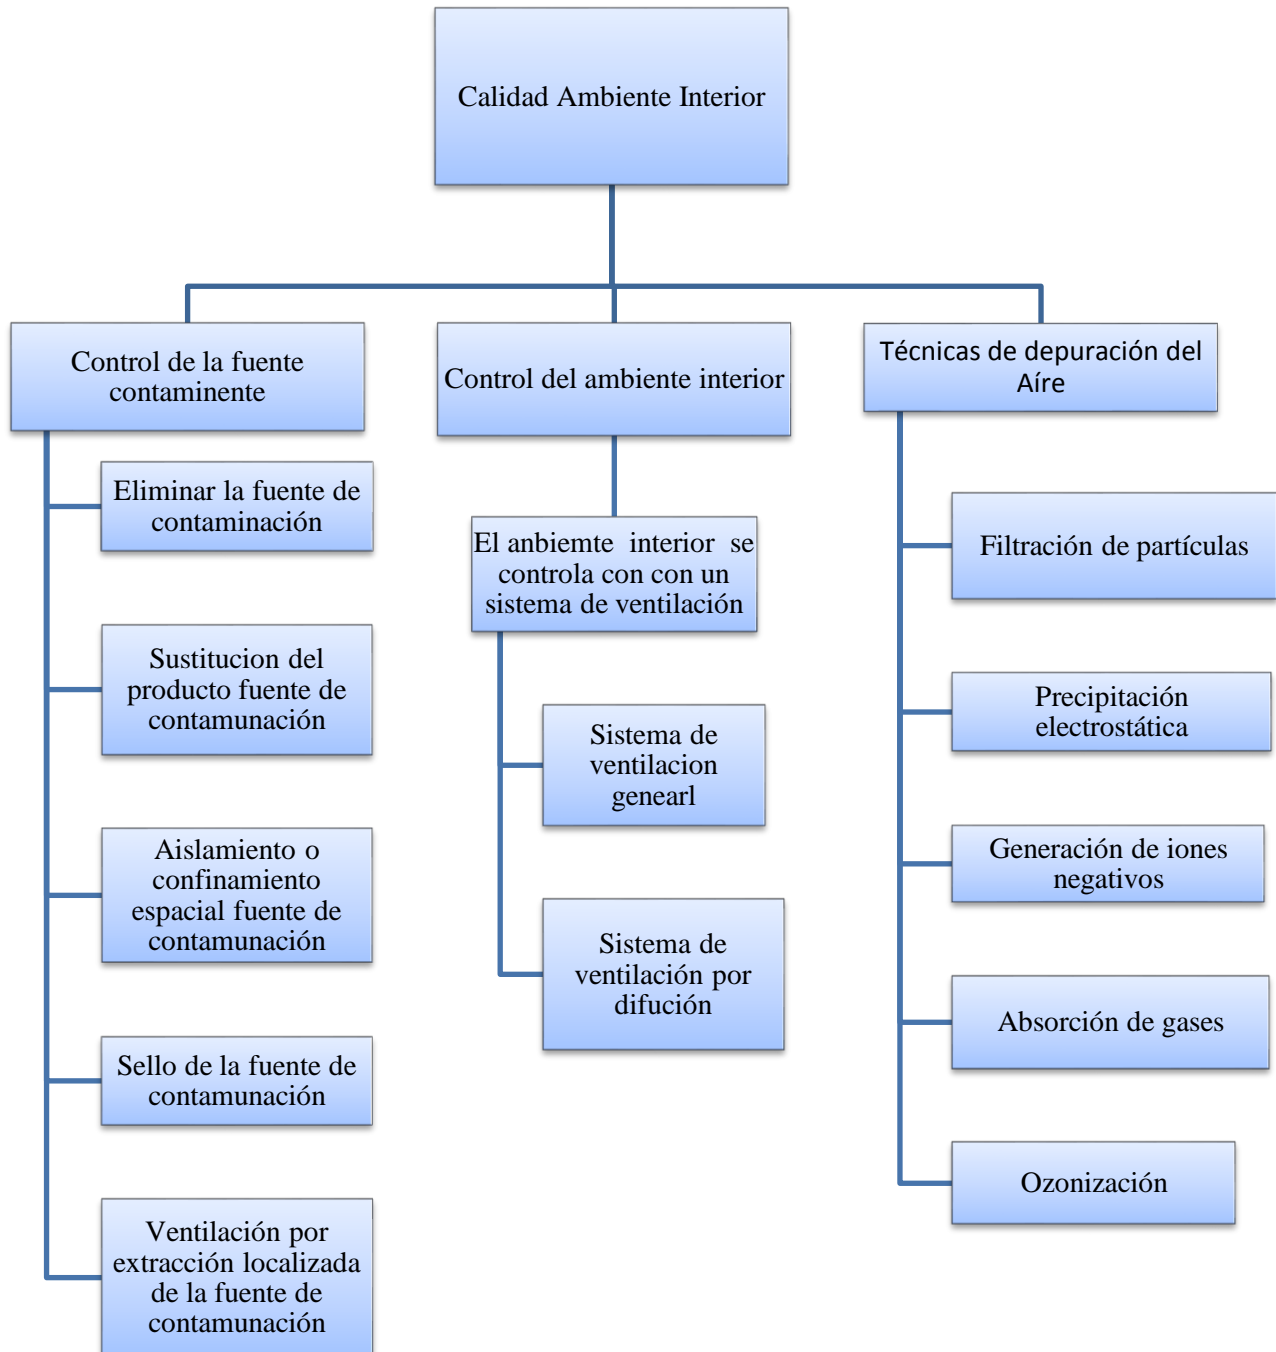 Calidad Ambiente Interior
Control de la fuente
contaminente
Eliminar la fuente de
contaminación
Sustitucion del
producto fuente de
contamunación
Aislamiento o
confinamiento
espacial fuente de
contamunación
Sello de la fuente de
contamunación
Ventilación por
extracción localizada
de la fuente de
contamunación
Control del ambiente interior
El anbiemte interior se
controla con con un
sistema de ventilación
Sistema de
ventilacion
genearl
Sistema de
ventilación por
difución
Técnicas de depuración del
Aíre
Filtración de partículas
Precipitación
electrostática
Generación de iones
negativos
Absorción de gases
Ozonización